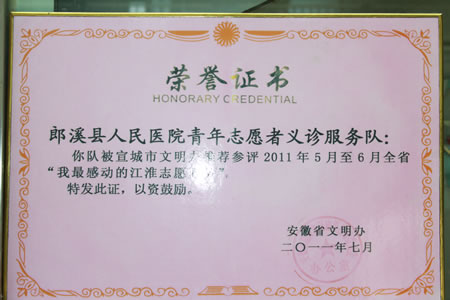 荣誉证书
HONORARY CREDENTIAL
郎溪县人民医院青年志愿者义诊服务队：
你队被宣城市文明办推荐参评2011年5月至6月全省
“我最感动的江淮志愿
特发此证，以资鼓励。
安徽省文明办
二〇一一年七月